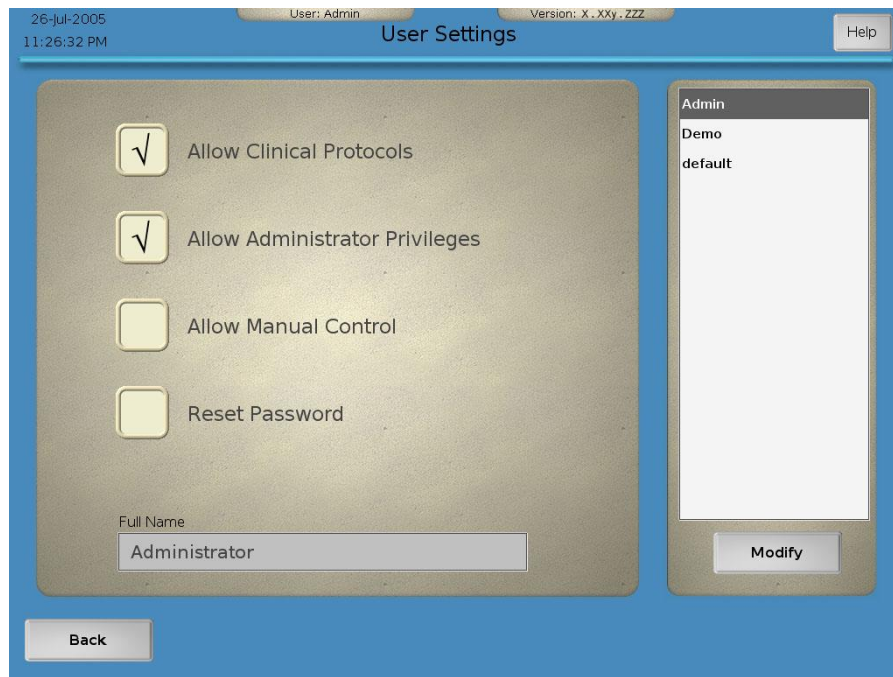 26-Jul-2005
User: Admin
Version: X.XXy.ZZZ
11:26:32 PM
User Settings
Help
√ Allow Clinical Protocols
√ Allow Administrator Privileges
Allow Manual Control
Reset Password
Full Name
Administrator
Admin
Demo
default
Modify
Back